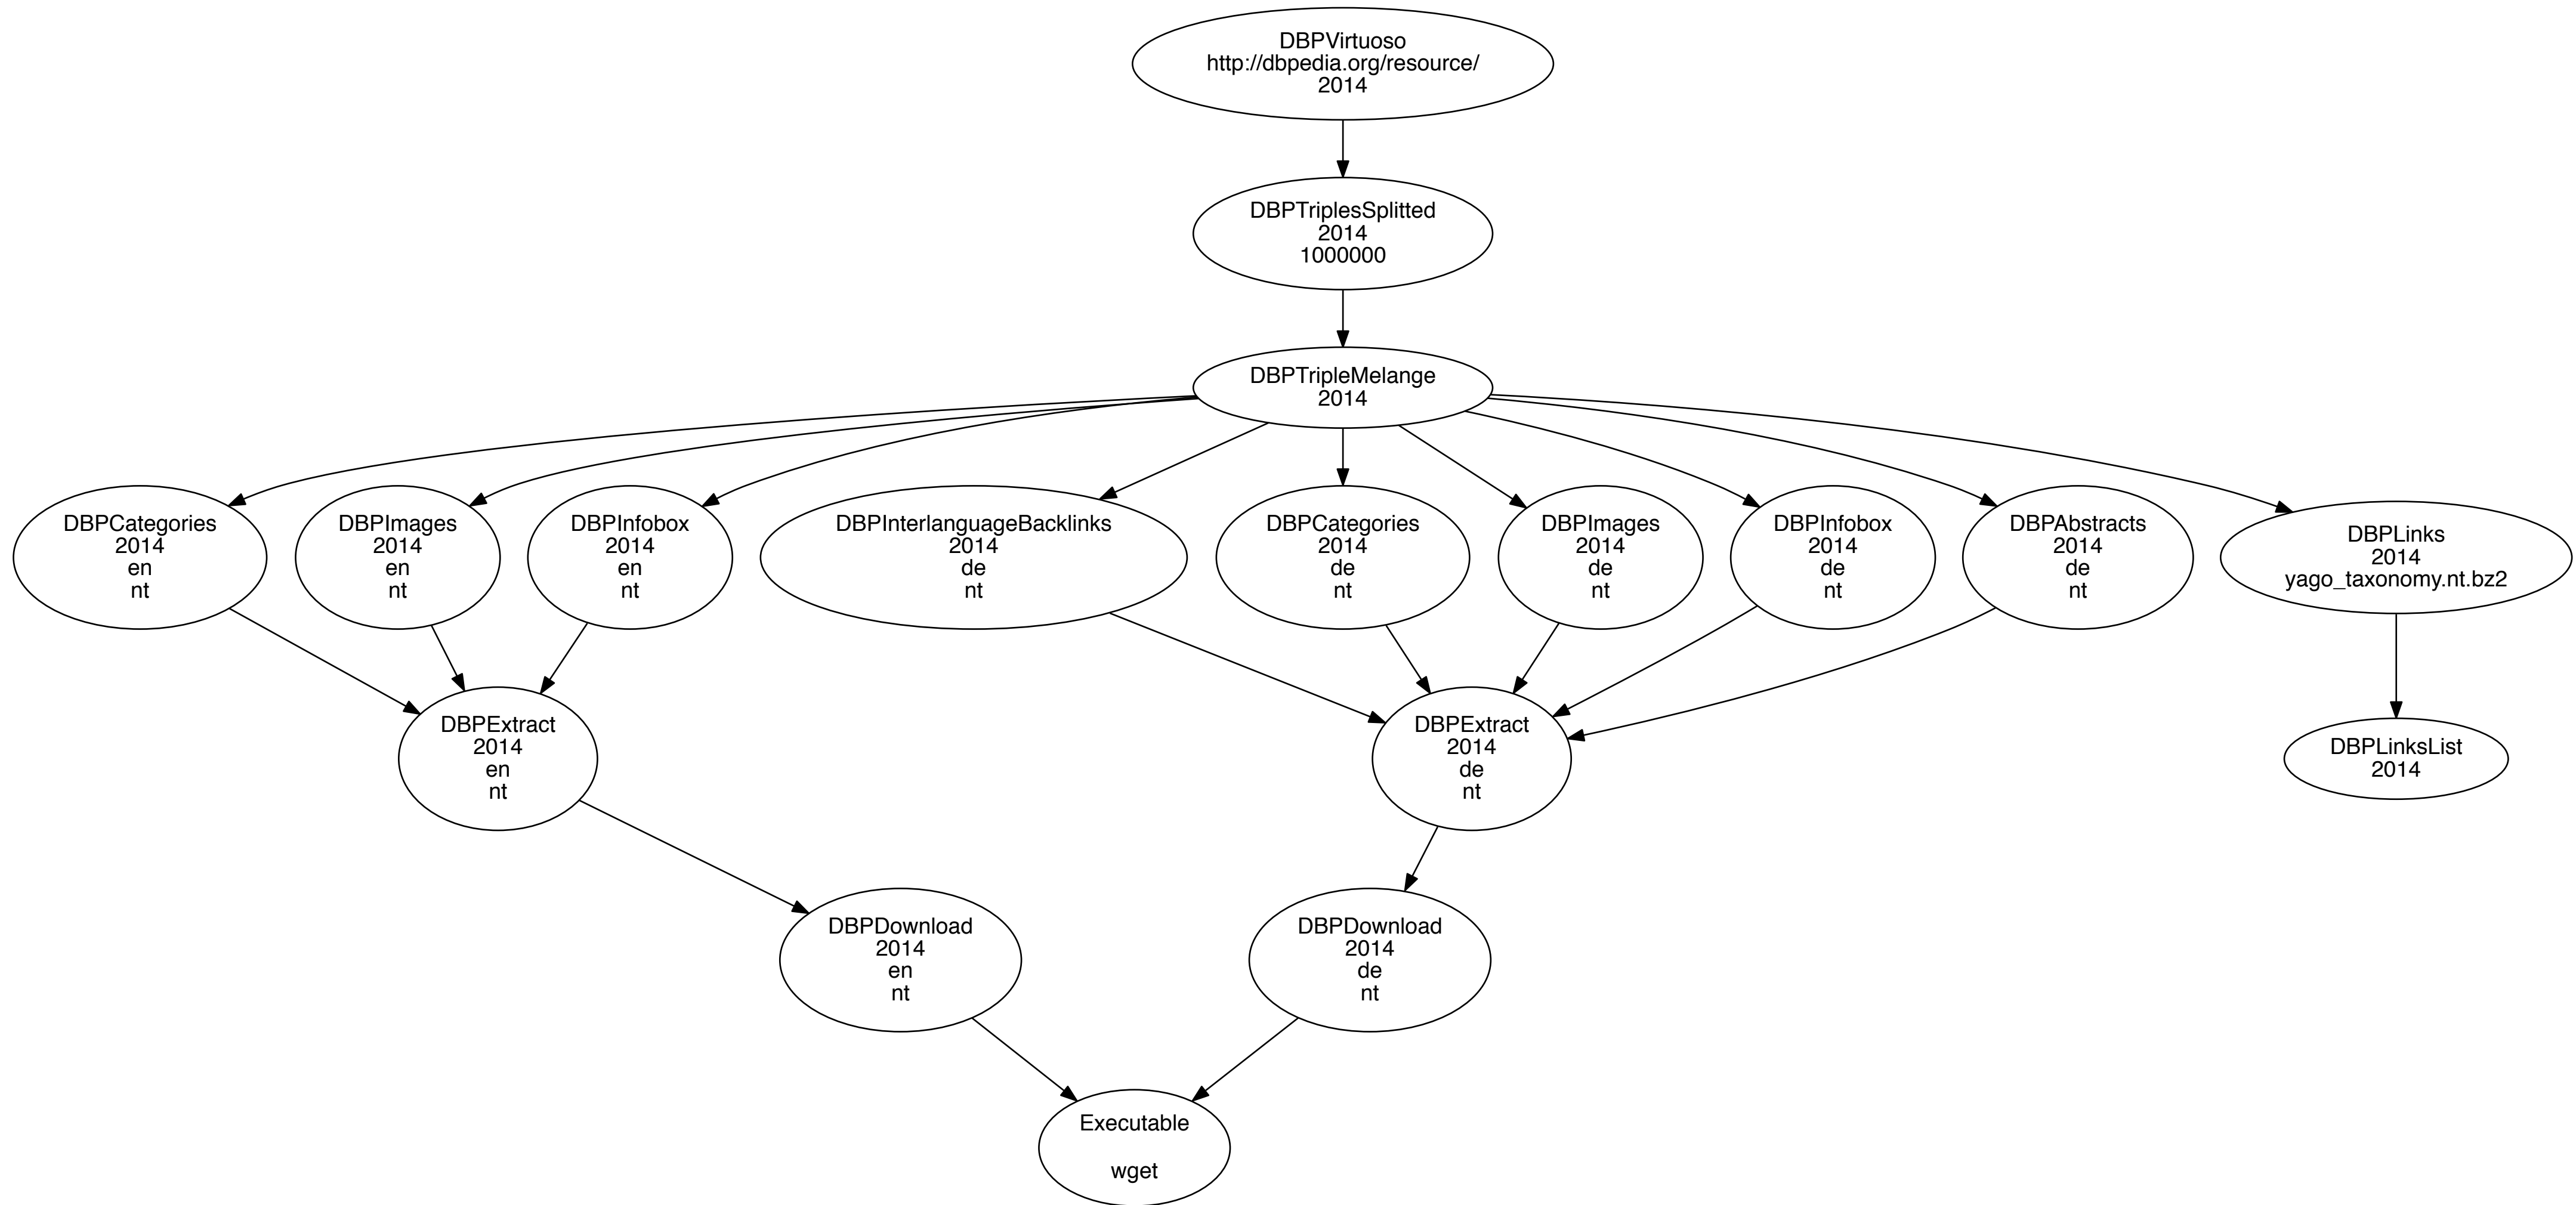 DBPVirtuoso
http://dbpedia.org/resource/
2014
DBPTriplesSplitted
2014
1000000
DBPTripleMelange
2014
DBPCategories
2014
en
nt
DBPImages
2014
en
nt
DBPInfobox
2014
en
nt
DBPInterlanguageBacklinks
2014
de
nt
DBPCategories
2014
de
nt
DBPImages
2014
de
nt
DBPInfobox
2014
de
nt
DBPAbstracts
2014
de
nt
DBPLinks
2014
yago_taxonomy.nt.bz2
DBPExtract
2014
en
nt
DBPExtract
2014
de
nt
DBPLinksList
2014
DBPDownload
2014
en
nt
DBPDownload
2014
de
nt
Executable
wget